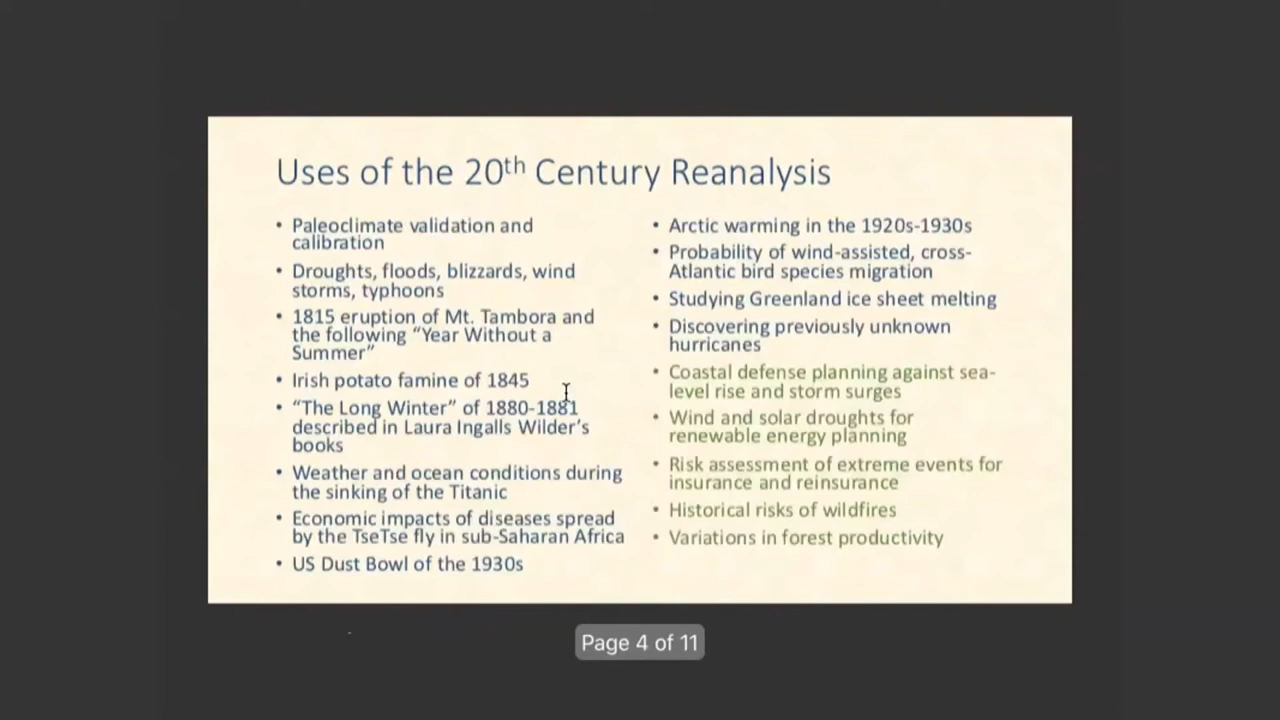 Uses of the 20th Century Reanalysis
• Paleoclimate validation and
calibration
• Droughts, floods, blizzards, wind
storms, typhoons
• 1815 eruption of Mt. Tambora and
the following “Year Without a
Summer”
• Irish potato famine of 1845
• “The Long Winter” of 1880-1881
described in Laura Ingalls Wilder’s
books
• Weather and ocean conditions during
the sinking of the Titanic
• Economic impacts of diseases spread
by the TseTse fly in sub-Saharan Africa
• US Dust Bowl of the 1930s
• Arctic warming in the 1920s-1930s
• Probability of wind-assisted, cross-
Atlantic bird species migration
• Studying Greenland ice sheet melting
• Discovering previously unknown
hurricanes
• Coastal defense planning against sea-
level rise and storm surges
• Wind and solar droughts for
renewable energy planning
• Risk assessment of extreme events for
insurance and reinsurance
• Historical risks of wildfires
• Variations in forest productivity
Page 4 of 11